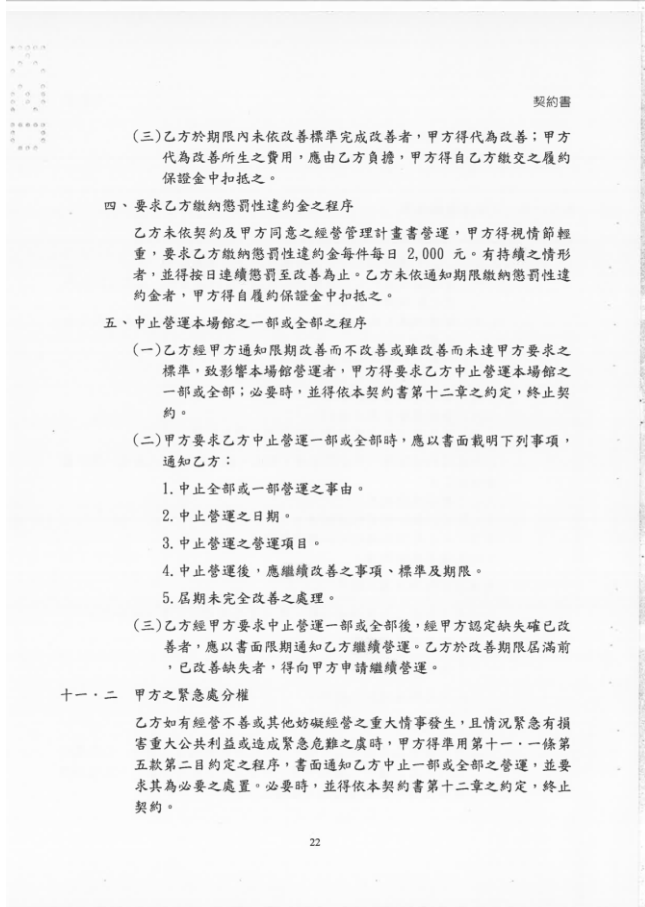 契約書
(三)乙方於期限內未依改善標準完成改善者，甲方得代為改善；甲方
代為改善所生之費用，應由乙方負擔，甲方得自乙方繳交之履約
保證金中扣抵之。
四、要求乙方繳納懲罰性違約金之程序
乙方未依契約及甲方同意之經營管理計畫書營運，甲方得視情節輕
重，要求乙方繳納懲罰性違約金每件每日 2,000 元。有持續之情形
者，並得按日連續懲罰至改善為止。乙方未依通知期限繳納懲罰性違
約金者，甲方得自履約保證金中扣抵之。
五、中止營運本場館之一部或全部之程序
(一)乙方經甲方通知限期改善而不改善或雖改善而未達甲方要求之
標準，致影響本場館營運者，甲方得要求乙方中止營運本場館之
一部或全部；必要時，並得依本契約書第十二章之約定，終止契
約。
(二)甲方要求乙方中止營運一部或全部時，應以書面載明下列事項，
通知乙方：
1.中止全部或一部營運之事由。
2.中止營運之日期。
3.中止營運之營運項目。
4.中止營運後，應繼續改善之事項、標準及期限。
5.屆期未完全改善之處理。
(三)乙方經甲方要求中止營運一部或全部後，經甲方認定缺失確已改
善者，應以書面限期通知乙方繼續營運。乙方於改善期限屆滿前
，已改善缺失者，得向甲方申請繼續營運。
十一．二 甲方之緊急處分權
乙方如有經營不善或其他妨礙經營之重大情事發生，且情況緊急有損
害重大公共利益或造成緊急危難之虞時，甲方得準用第十一．一條第
五款第二目約定之程序，書面通知乙方中止一部或全部之營運，並要
求其為必要之處置。必要時，並得依本契約書第十二章之約定，終止
契約。
22